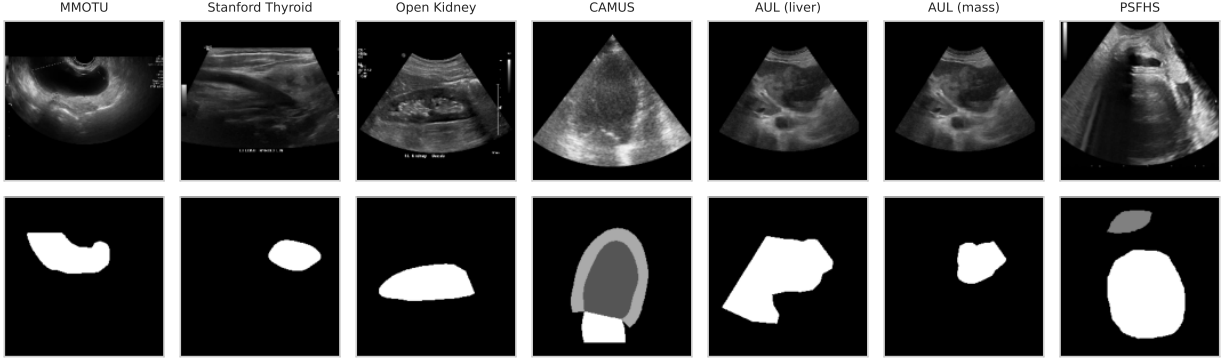 MMOTU
Stanford Thyroid
Open Kidney
CAMUS
AUL (liver)
AUL (mass)
PSFHS